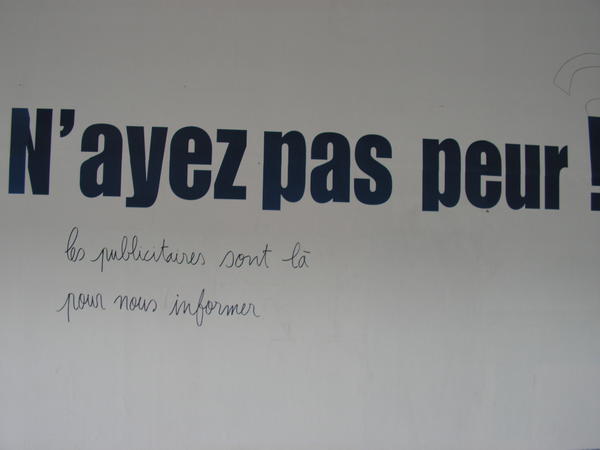 N'ayez pas peur !
les publicitaires sont là
pour nous informer